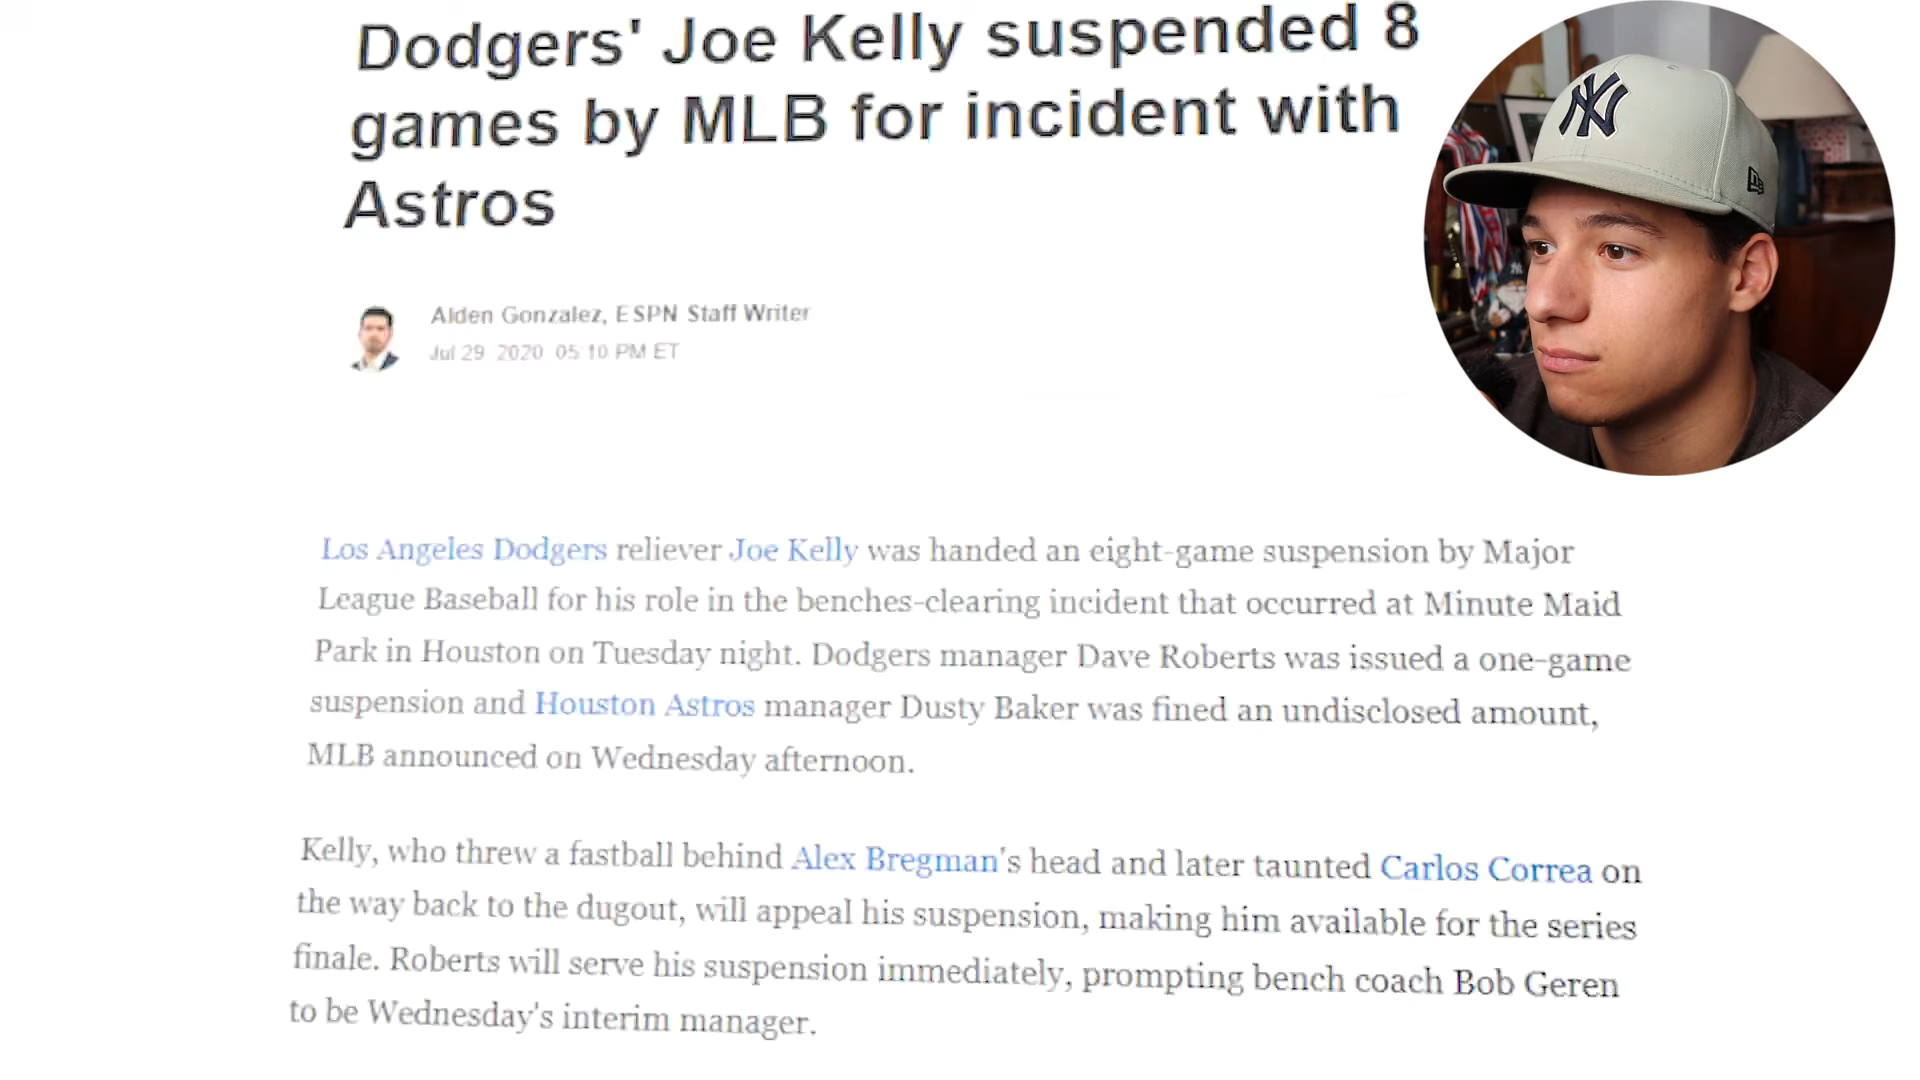 Dodgers' Joe Kelly suspended 8
games by MLB for incident with
Astros
Alden Gonzalez, ESPN Staff Writer
Jul 29 2020 05:10 PM ET
NY
Los Angeles Dodgers reliever Joe Kelly was handed an eight-game suspension by Major
League Baseball for his role in the benches-clearing incident that occurred at Minute Maid
Park in Houston on Tuesday night. Dodgers manager Dave Roberts was issued a one-game
suspension and Houston Astros manager Dusty Baker was fined an undisclosed amount,
MLB announced on Wednesday afternoon.
Kelly, who threw a fastball behind Alex Bregman's head and later taunted Carlos Correa on
the way back to the dugout, will appeal his suspension, making him available for the series
finale. Roberts will serve his suspension immediately, prompting bench coach Bob Geren
to be Wednesday's interim manager.